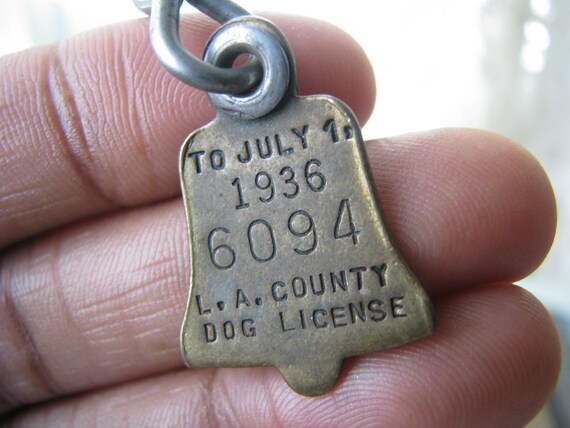 TO JULY 1,
1936
6094
L.A. COUNTY
DOG LICENSE